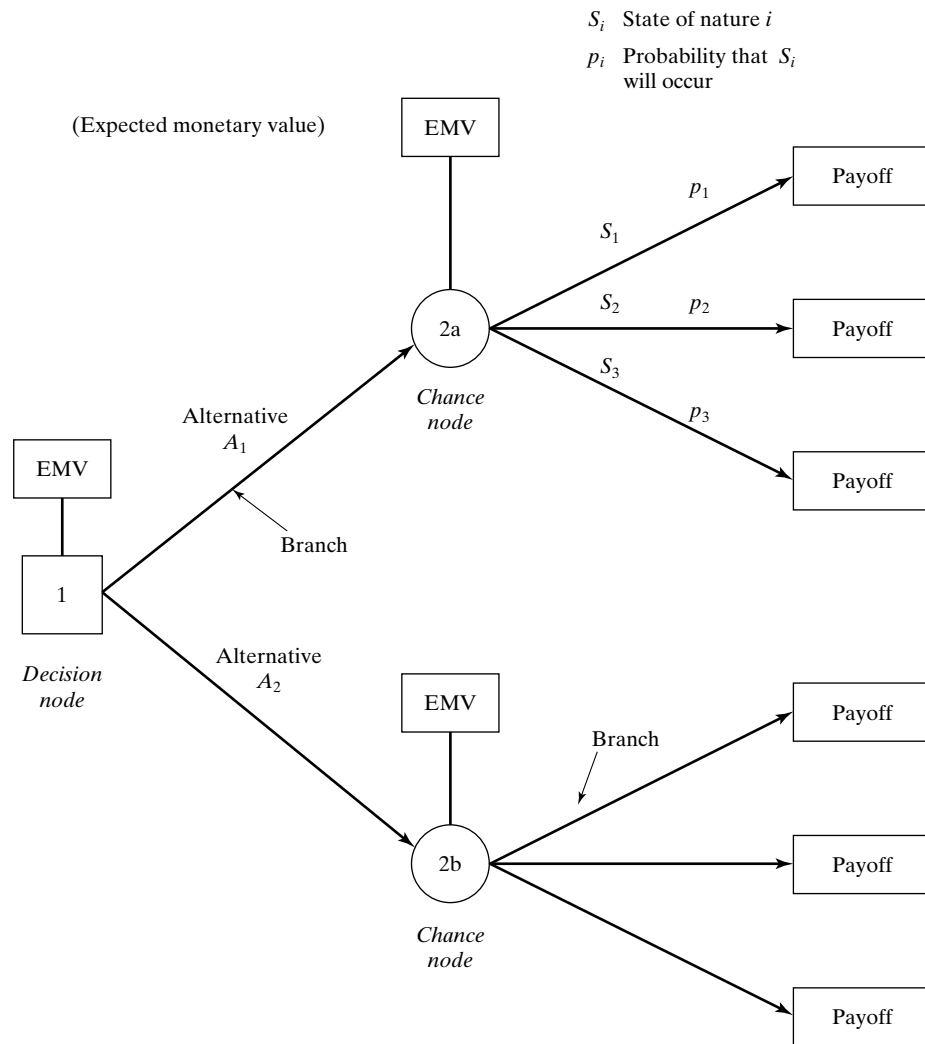 S_i State of nature i
p_i Probability that S_i
will occur
(Expected monetary value)
EMV
Payoff
p_1
S_1
2a
S_2
p_2
Payoff
S_3
Chance
node
p_3
Alternative
A_1
EMV
Payoff
Branch
1
Decision
node
Alternative
A_2
EMV
Payoff
Branch
2b
Payoff
Chance
node
Payoff